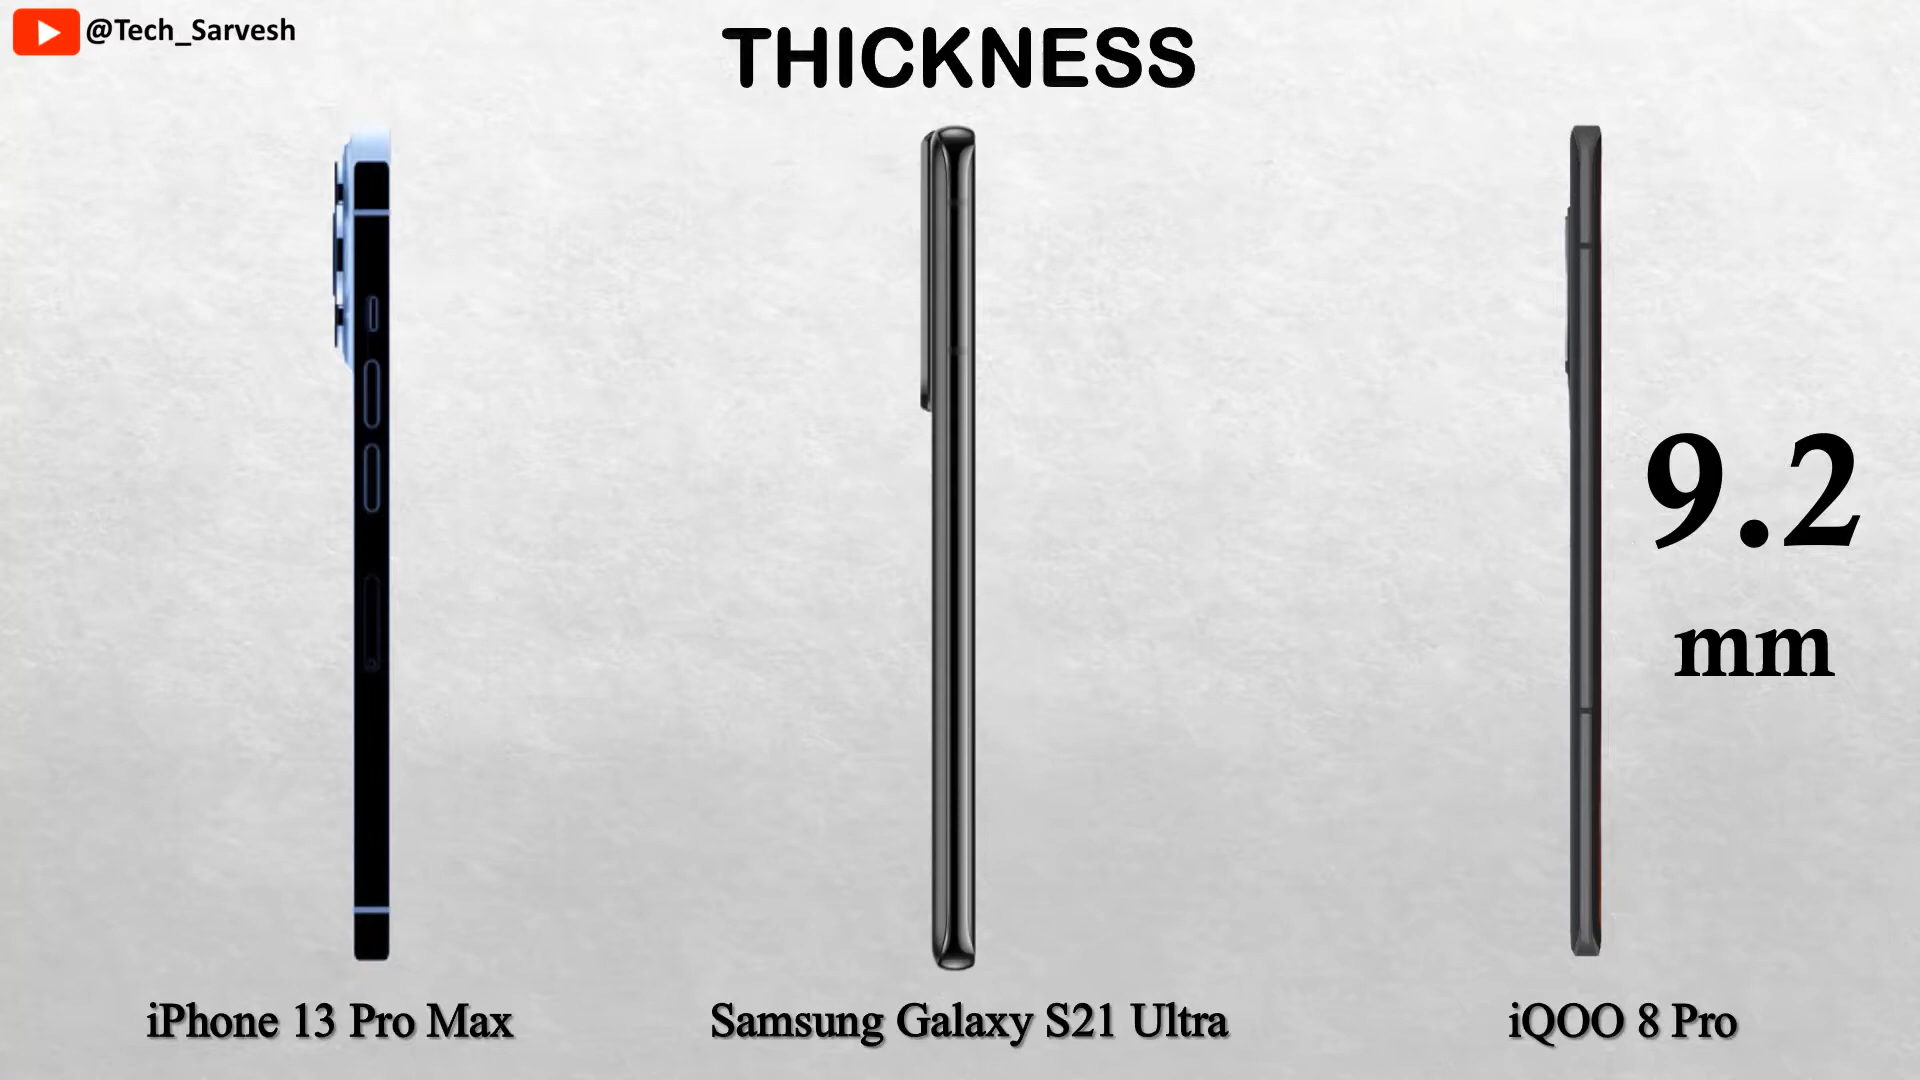 @Tech_Sarvesh
THICKNESS
9.2
mm
iPhone 13 Pro Max
Samsung Galaxy S21 Ultra
iQOO 8 Pro